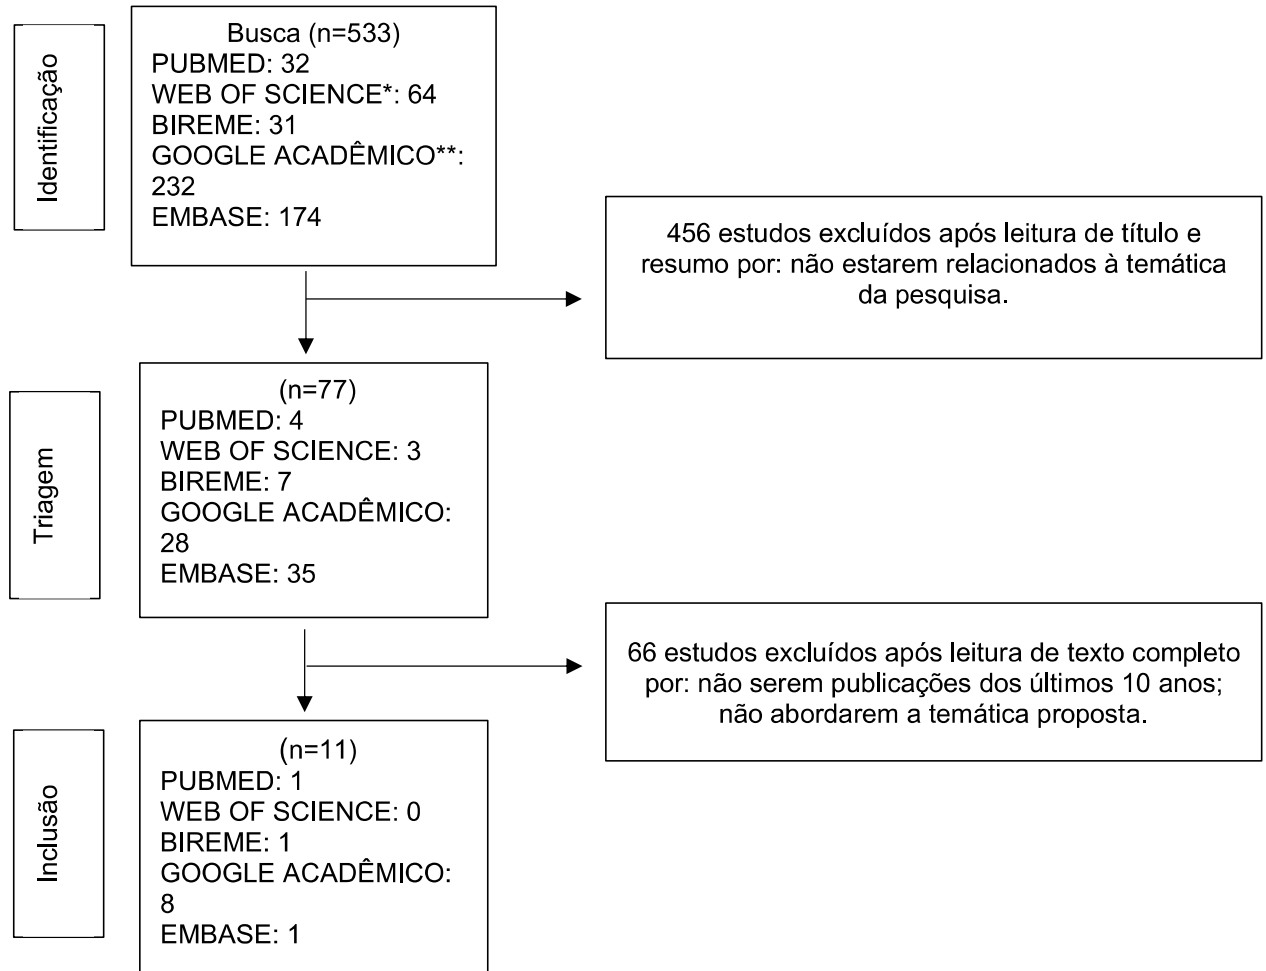 Identificação
Busca (n=533)
PUBMED: 32
WEB OF SCIENCE*: 64
BIREME: 31
GOOGLE ACADÊMICO**:
232
EMBASE: 174
456 estudos excluídos após leitura de título e
resumo por: não estarem relacionados à temática
da pesquisa.
Triagem
(n=77)
PUBMED: 4
WEB OF SCIENCE: 3
BIREME: 7
GOOGLE ACADÊMICO:
28
EMBASE: 35
66 estudos excluídos após leitura de texto completo
por: não serem publicações dos últimos 10 anos;
não abordarem a temática proposta.
Inclusão
(n=11)
PUBMED: 1
WEB OF SCIENCE: 0
BIREME: 1
GOOGLE ACADÊMICO:
8
EMBASE: 1